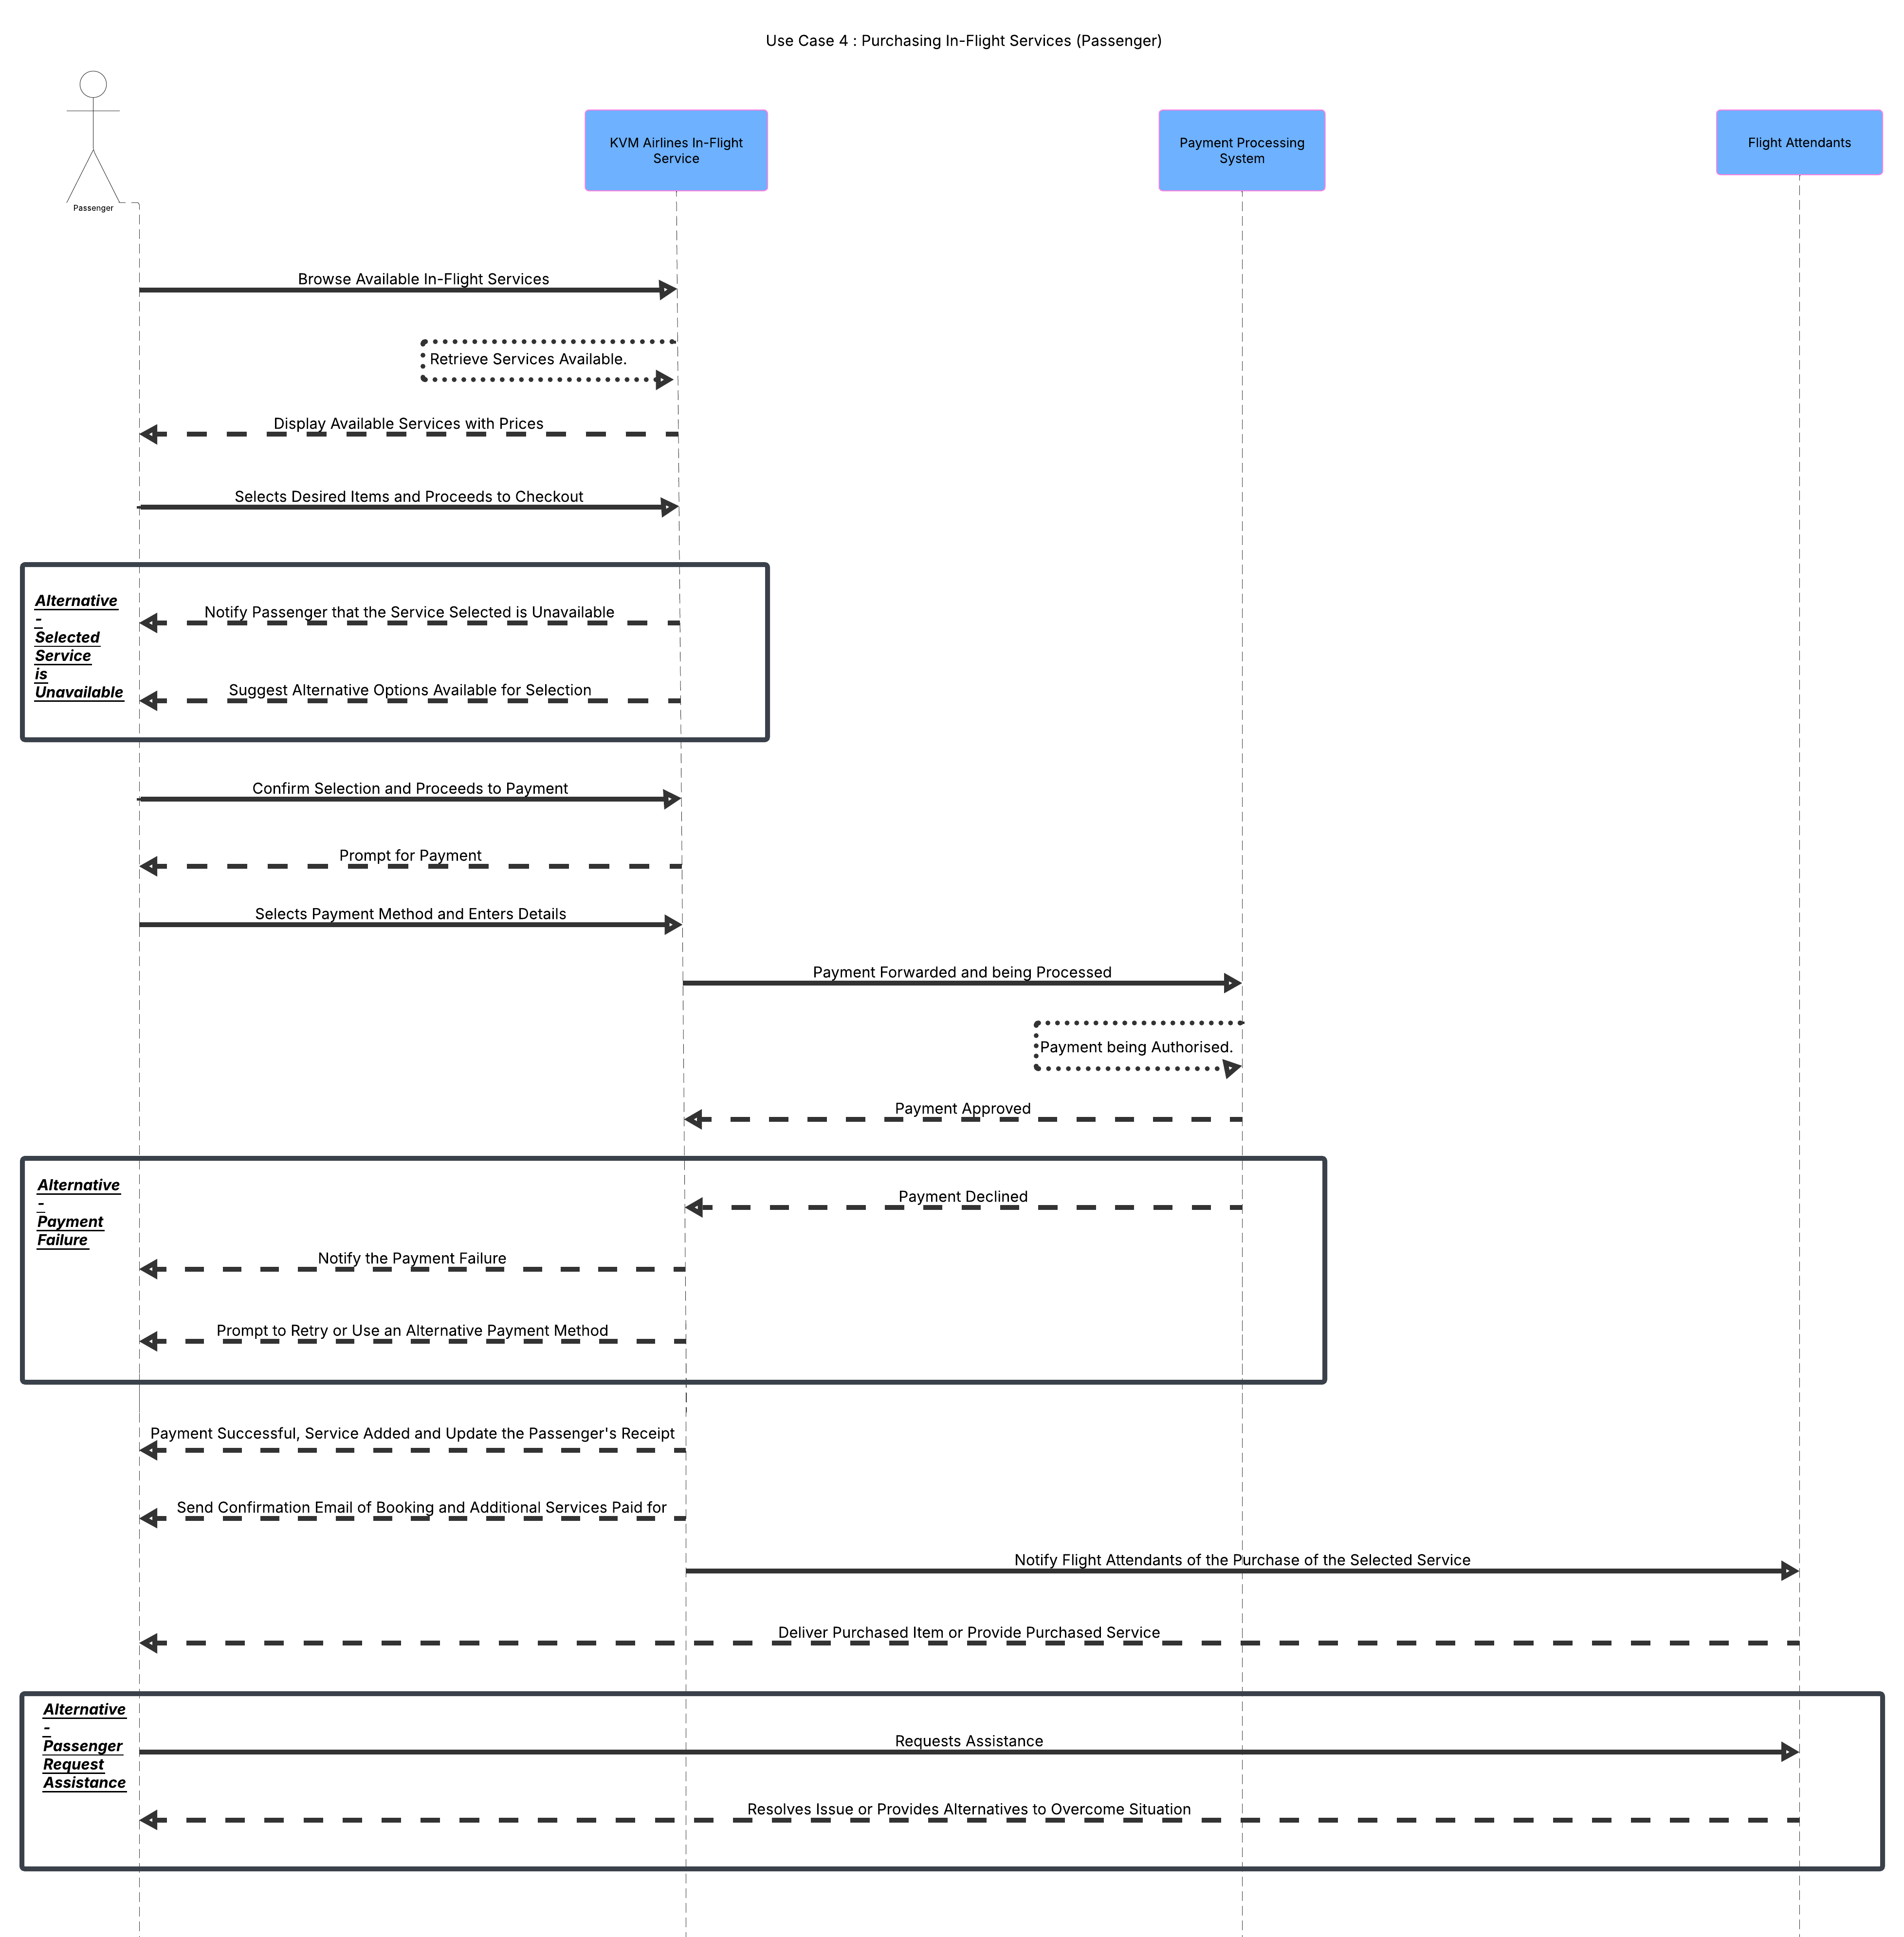 Use Case 4 : Purchasing In-Flight Services (Passenger)
Passenger
KVM Airlines In-Flight
Service
Payment Processing
System
Flight Attendants
Browse Available In-Flight Services
Retrieve Services Available.
Display Available Services with Prices
Selects Desired Items and Proceeds to Checkout
Alternative
-
Selected
Service
is
Unavailable
Notify Passenger that the Service Selected is Unavailable
Suggest Alternative Options Available for Selection
Confirm Selection and Proceeds to Payment
Prompt for Payment
Selects Payment Method and Enters Details
Payment Forwarded and being Processed
Payment being Authorised.
Payment Approved
Alternative
-
Payment
Failure
Payment Declined
Notify the Payment Failure
Prompt to Retry or Use an Alternative Payment Method
Payment Successful, Service Added and Update the Passenger's Receipt
Send Confirmation Email of Booking and Additional Services Paid for
Notify Flight Attendants of the Purchase of the Selected Service
Deliver Purchased Item or Provide Purchased Service
Alternative
-
Passenger
Request
Assistance
Requests Assistance
Resolves Issue or Provides Alternatives to Overcome Situation